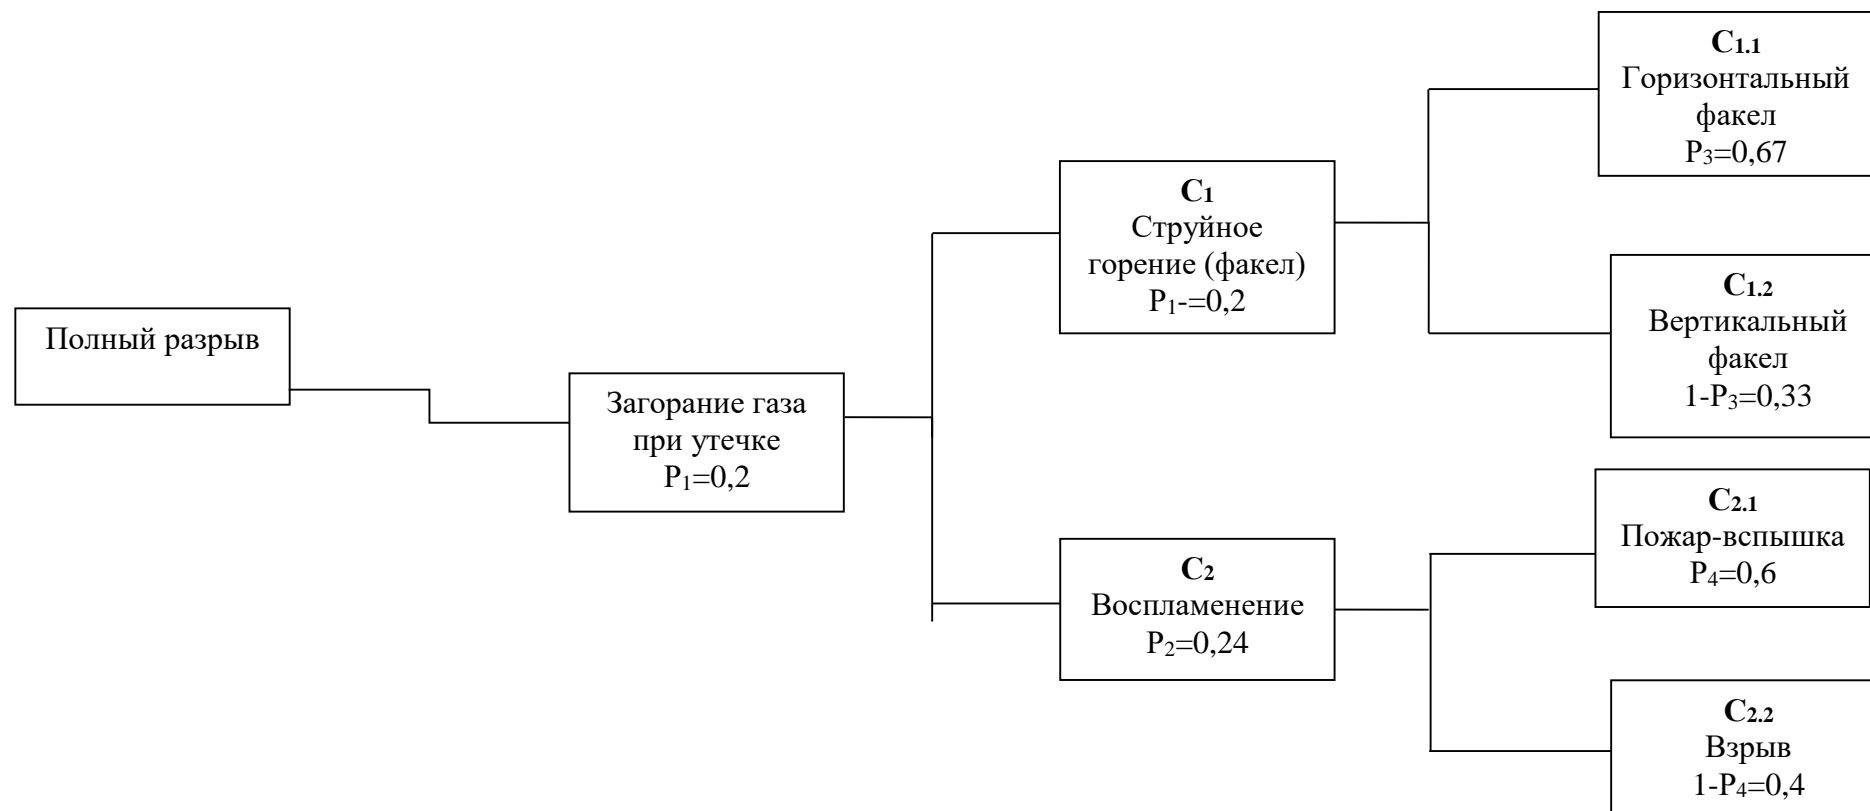 Полный разрыв
Загорание газа
при утечке
P₁=0,2
C₁
Струйное
горение (факел)
P₁-=0,2
C₂
Воспламенение
P₂=0,24
C₁.₁
Горизонтальный
факел
P₃=0,67
C₁.₂
Вертикальный
факел
1-P₃=0,33
C₂.₁
Пожар-вспышка
P₄=0,6
C₂.₂
Взрыв
1-P₄=0,4